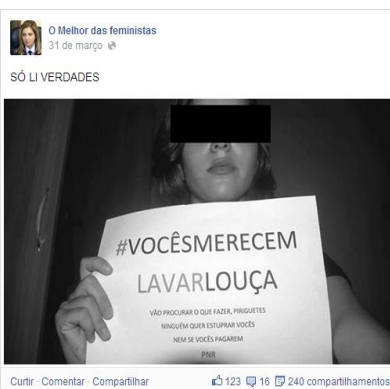 O Melhor das feministas
31 de março
SÓ LI VERDADES
#VOCÊSMERECEM
LAVARLOUÇA
VÃO PROCURAR O QUE FAZER, PIRIGUETES
NINGUÉM QUER ESTUPRAR VOCÊS
NEM SE VOCÊS PAGAREM
PNR
Curtir · Comentar · Compartilhar 123 16 240 compartilhamentos